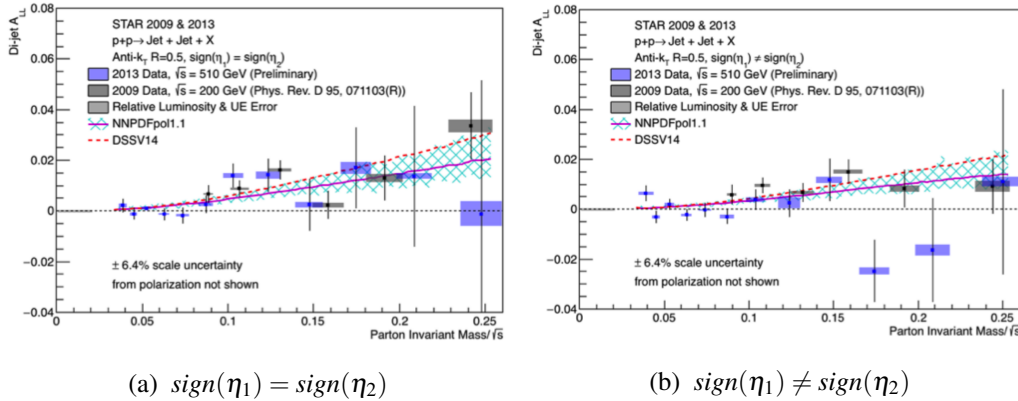 Di-jet A_LL
0.06
0.04
0.02
0
−0.02
−0.04
STAR 2009 & 2013
p+p→ Jet + Jet + X
Anti-k_T R=0.5, sign(η_1) = sign(η_2)
2013 Data, √s = 510 GeV (Preliminary)
2009 Data, √s = 200 GeV (Phys. Rev. D 95, 071103(R))
Relative Luminosity & UE Error
NNPDFpol1.1
DSSV14
± 6.4% scale uncertainty
from polarization not shown
0 0.05 0.1 0.15 0.2 0.25
Parton Invariant Mass/√s
(a) sign(η_1) = sign(η_2)
Di-jet A_LL
0.06
0.04
0.02
0
−0.02
−0.04
STAR 2009 & 2013
p+p→ Jet + Jet + X
Anti-k_T R=0.5, sign(η_1) ≠ sign(η_2)
2013 Data, √s = 510 GeV (Preliminary)
2009 Data, √s = 200 GeV (Phys. Rev. D 95, 071103(R))
Relative Luminosity & UE Error
NNPDFpol1.1
DSSV14
± 6.4% scale uncertainty
from polarization not shown
0 0.05 0.1 0.15 0.2 0.25
Parton Invariant Mass/√s
(b) sign(η_1) ≠ sign(η_2)